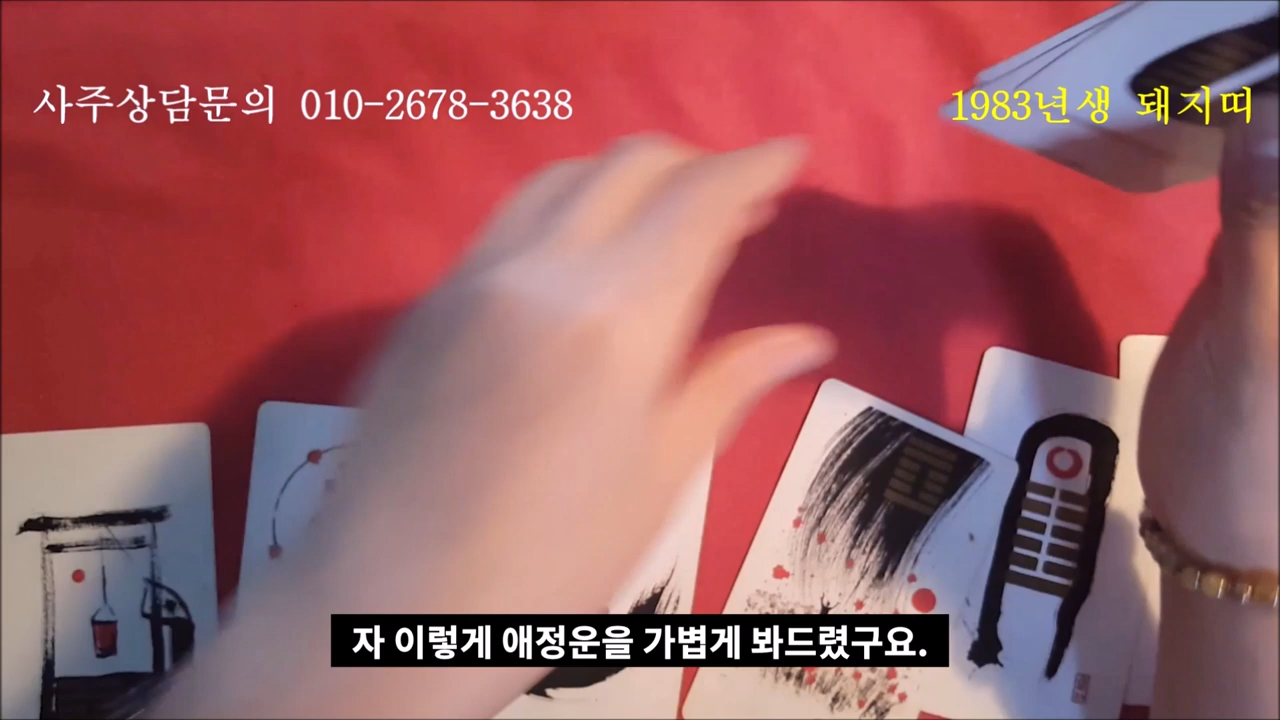 사주상담문의 010-2678-3638
1983년생 돼지띠
자 이렇게 애정운을 가볍게 봐드렸구요.